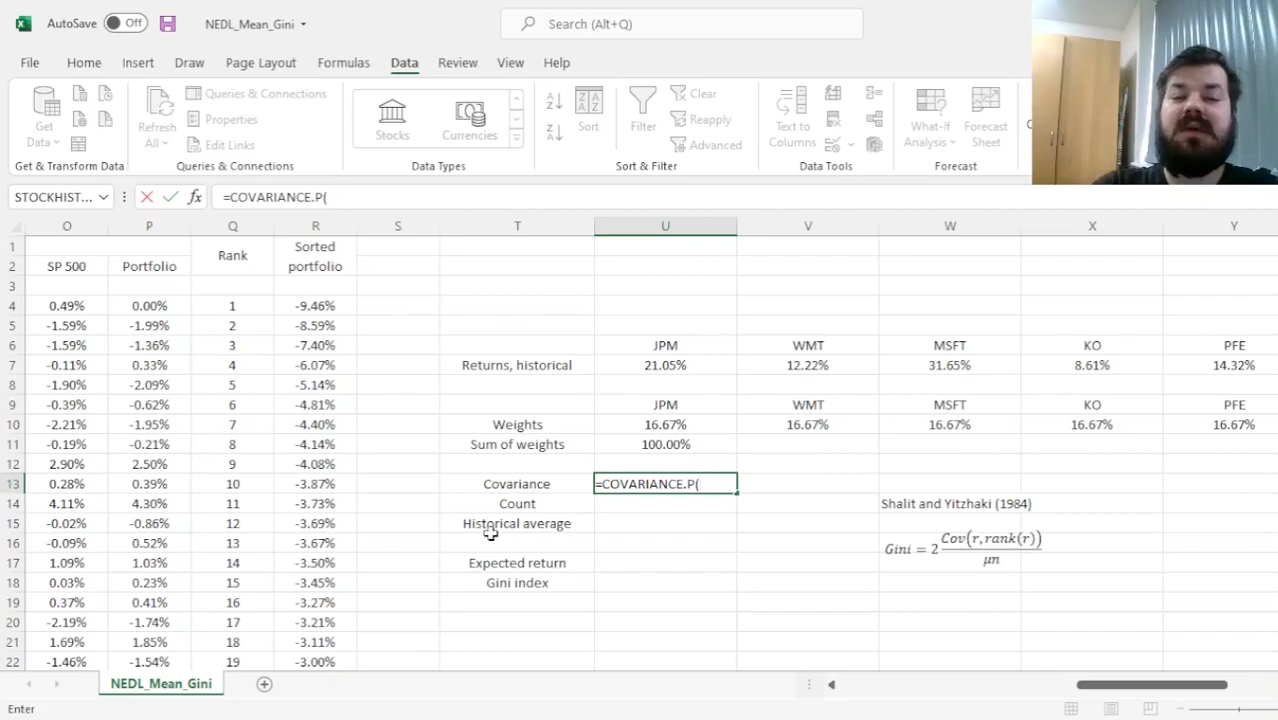 AutoSave Off NEDL_Mean_Gini Search (Alt+Q)
File Home Insert Draw Page Layout Formulas Data Review View Help
Get Data Refresh All Queries & Connections Properties Edit Links Stocks Currencies Sort Filter Clear Reapply Advanced Text to Columns What-If Analysis Forecast Sheet
Get & Transform Data Queries & Connections Data Types Sort & Filter Data Tools Forecast
STOCKHIST... fx =COVARIANCE.P(
O P Q R S T U V W X Y
1 Rank Sorted
2 SP 500 Portfolio portfolio
3
4 0.49% 0.00% 1 -9.46%
5 -1.59% -1.99% 2 -8.59%
6 -1.59% -1.36% 3 -7.40% JPM WMT MSFT KO PFE
7 -0.11% 0.33% 4 -6.07% Returns, historical 21.05% 12.22% 31.65% 8.61% 14.32%
8 -1.90% -2.09% 5 -5.14%
9 -0.39% -0.62% 6 -4.81% JPM WMT MSFT KO PFE
10 -2.21% -1.95% 7 -4.40% Weights 16.67% 16.67% 16.67% 16.67% 16.67%
11 -0.19% -0.21% 8 -4.14% Sum of weights 100.00%
12 2.90% 2.50% 9 -4.08%
13 0.28% 0.39% 10 -3.87% Covariance =COVARIANCE.P(
14 4.11% 4.30% 11 -3.73% Count Shalit and Yitzhaki (1984)
15 -0.02% -0.86% 12 -3.69% Historical average
16 -0.09% 0.52% 13 -3.67% Gini = 2 Cov(r, rank(r)) / μn
17 1.09% 1.03% 14 -3.50% Expected return
18 0.03% 0.23% 15 -3.45% Gini index
19 0.37% 0.41% 16 -3.27%
20 -2.19% -1.74% 17 -3.21%
21 1.69% 1.85% 18 -3.11%
22 -1.46% -1.54% 19 -3.00%
NEDL_Mean_Gini
Enter